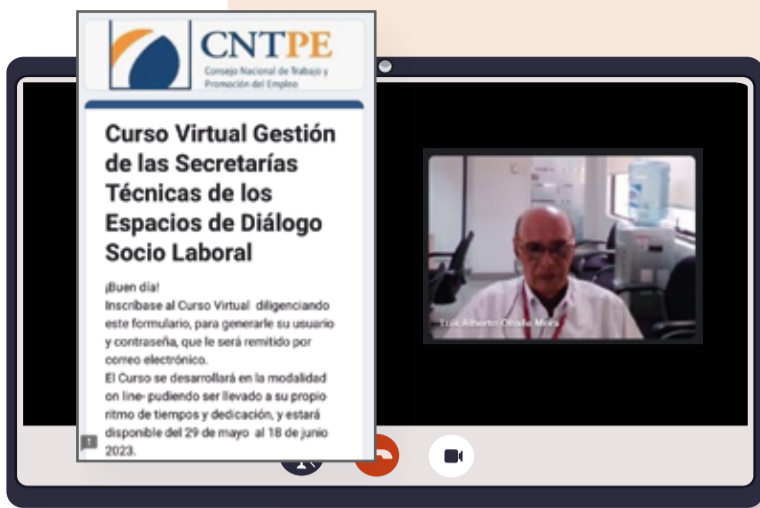 CNTPE
Consejo Nacional de Trabajo y
Promoción del Empleo
Curso Virtual Gestión
de las Secretarías
Técnicas de los
Espacios de Diálogo
Socio Laboral
¡Buen día!
Inscríbase al Curso Virtual diligenciando
este formulario, para generarle su usuario
y contraseña, que le será remitido por
correo electrónico.
El Curso se desarrollará en la modalidad
on line- pudiendo ser llevado a su propio
ritmo de tiempos y dedicación, y estará
disponible del 29 de mayo al 18 de junio
2023.
Luis Alberto